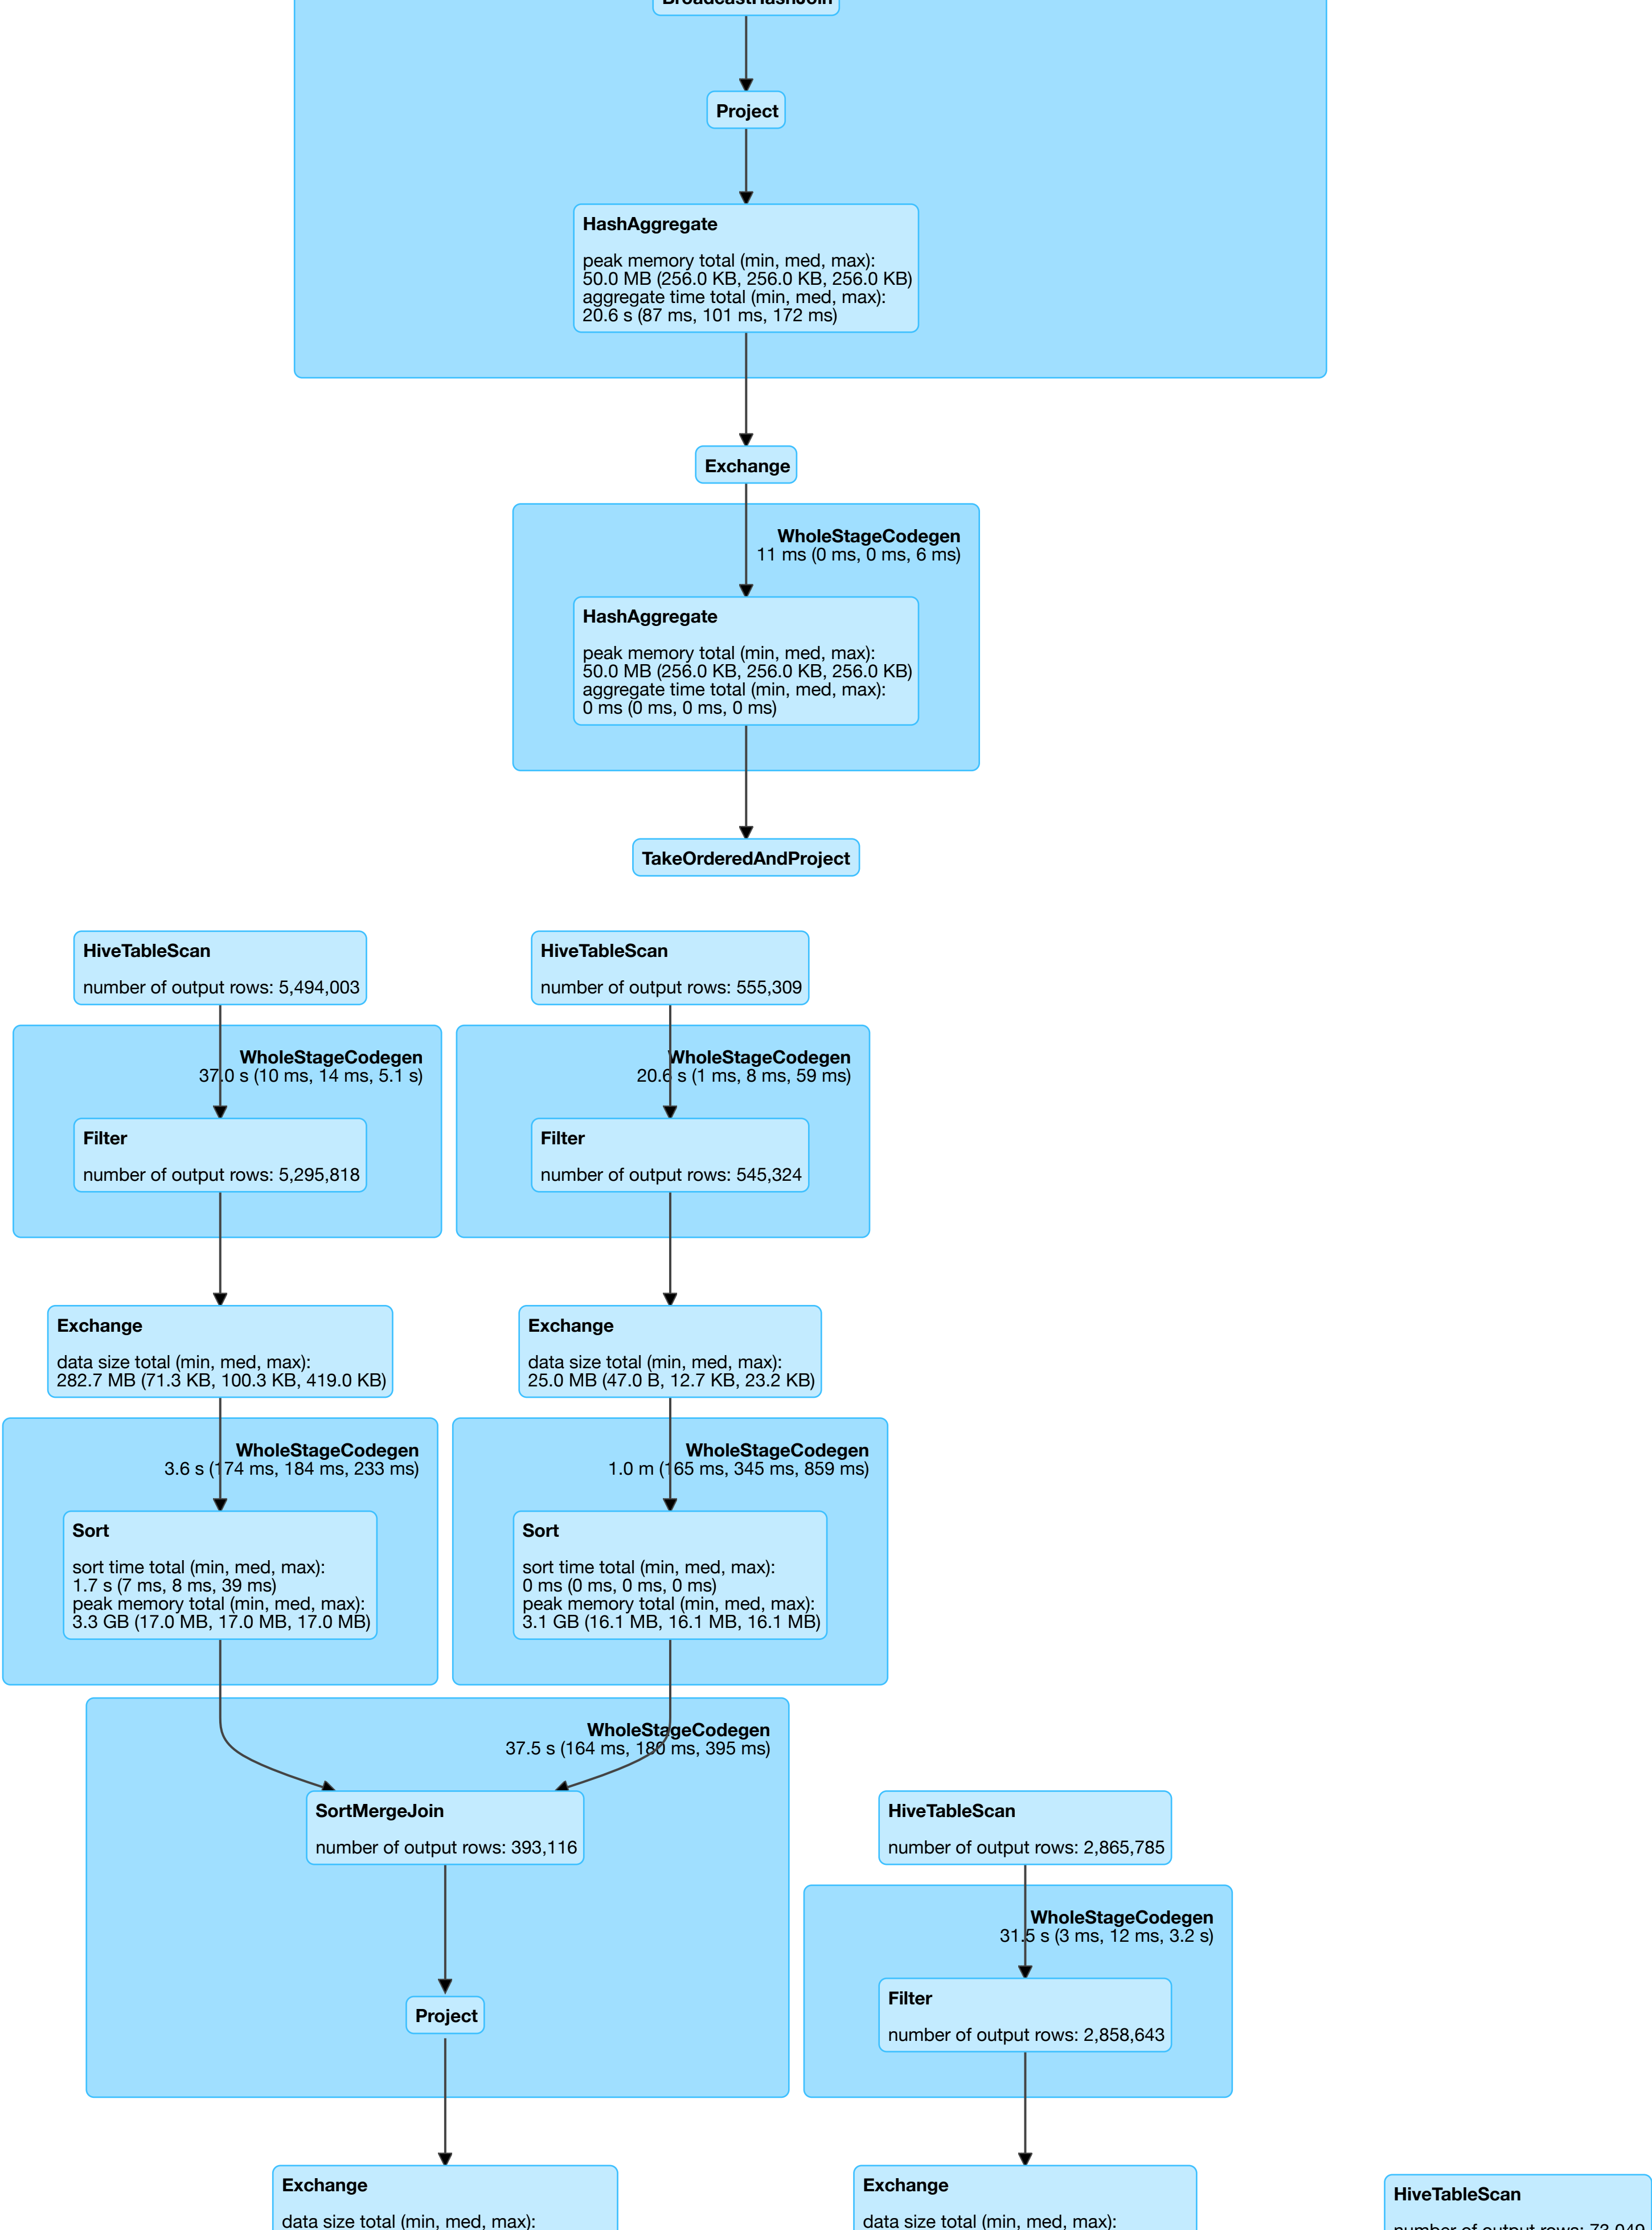 BroadcastHashJoin
Project
HashAggregate
peak memory total (min, med, max):
50.0 MB (256.0 KB, 256.0 KB, 256.0 KB)
aggregate time total (min, med, max):
20.6 s (87 ms, 101 ms, 172 ms)
Exchange
WholeStageCodegen
11 ms (0 ms, 0 ms, 6 ms)
HashAggregate
peak memory total (min, med, max):
50.0 MB (256.0 KB, 256.0 KB, 256.0 KB)
aggregate time total (min, med, max):
0 ms (0 ms, 0 ms, 0 ms)
TakeOrderedAndProject
HiveTableScan
number of output rows: 5,494,003
WholeStageCodegen
37.0 s (10 ms, 14 ms, 5.1 s)
Filter
number of output rows: 5,295,818
Exchange
data size total (min, med, max):
282.7 MB (71.3 KB, 100.3 KB, 419.0 KB)
WholeStageCodegen
3.6 s (174 ms, 184 ms, 233 ms)
Sort
sort time total (min, med, max):
1.7 s (7 ms, 8 ms, 39 ms)
peak memory total (min, med, max):
3.3 GB (17.0 MB, 17.0 MB, 17.0 MB)
HiveTableScan
number of output rows: 555,309
WholeStageCodegen
20.6 s (1 ms, 8 ms, 59 ms)
Filter
number of output rows: 545,324
Exchange
data size total (min, med, max):
25.0 MB (47.0 B, 12.7 KB, 23.2 KB)
WholeStageCodegen
1.0 m (165 ms, 345 ms, 859 ms)
Sort
sort time total (min, med, max):
0 ms (0 ms, 0 ms, 0 ms)
peak memory total (min, med, max):
3.1 GB (16.1 MB, 16.1 MB, 16.1 MB)
WholeStageCodegen
37.5 s (164 ms, 180 ms, 395 ms)
SortMergeJoin
number of output rows: 393,116
Project
Exchange
data size total (min, med, max):
HiveTableScan
number of output rows: 2,865,785
WholeStageCodegen
31.5 s (3 ms, 12 ms, 3.2 s)
Filter
number of output rows: 2,858,643
Exchange
data size total (min, med, max):
HiveTableScan
number of output rows: 73,049